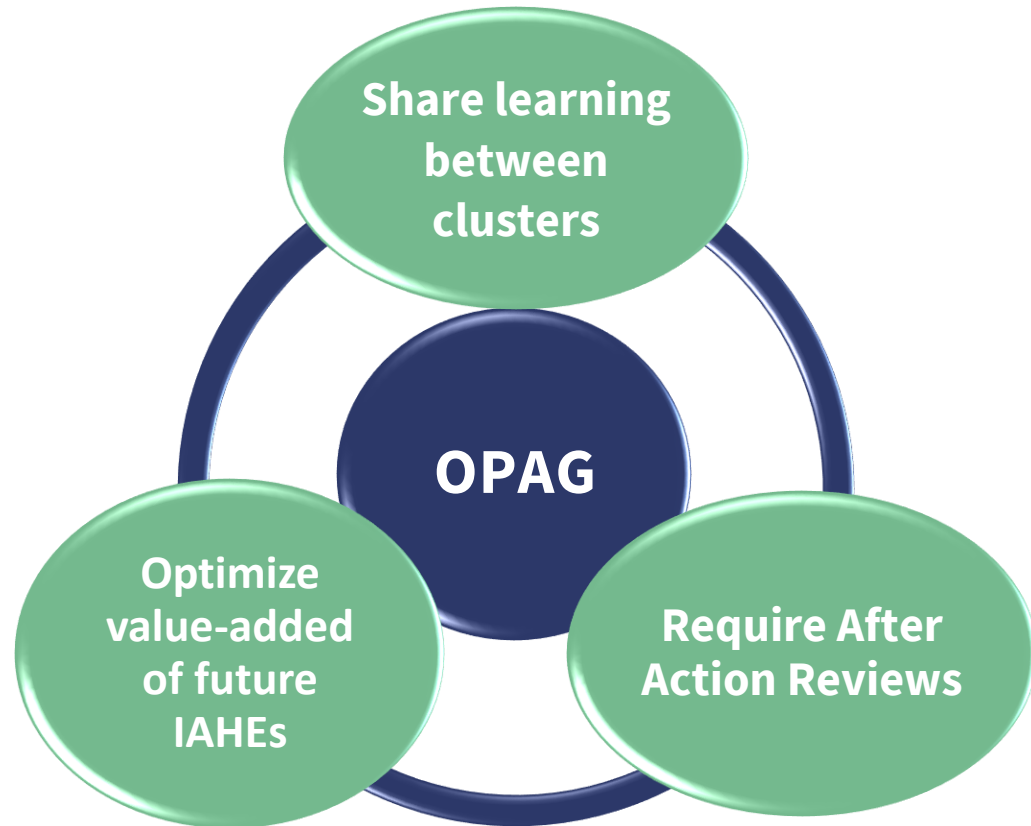 Share learning
between
clusters
OPAG
Optimize
value-added
of future
IAHEs
Require After
Action Reviews